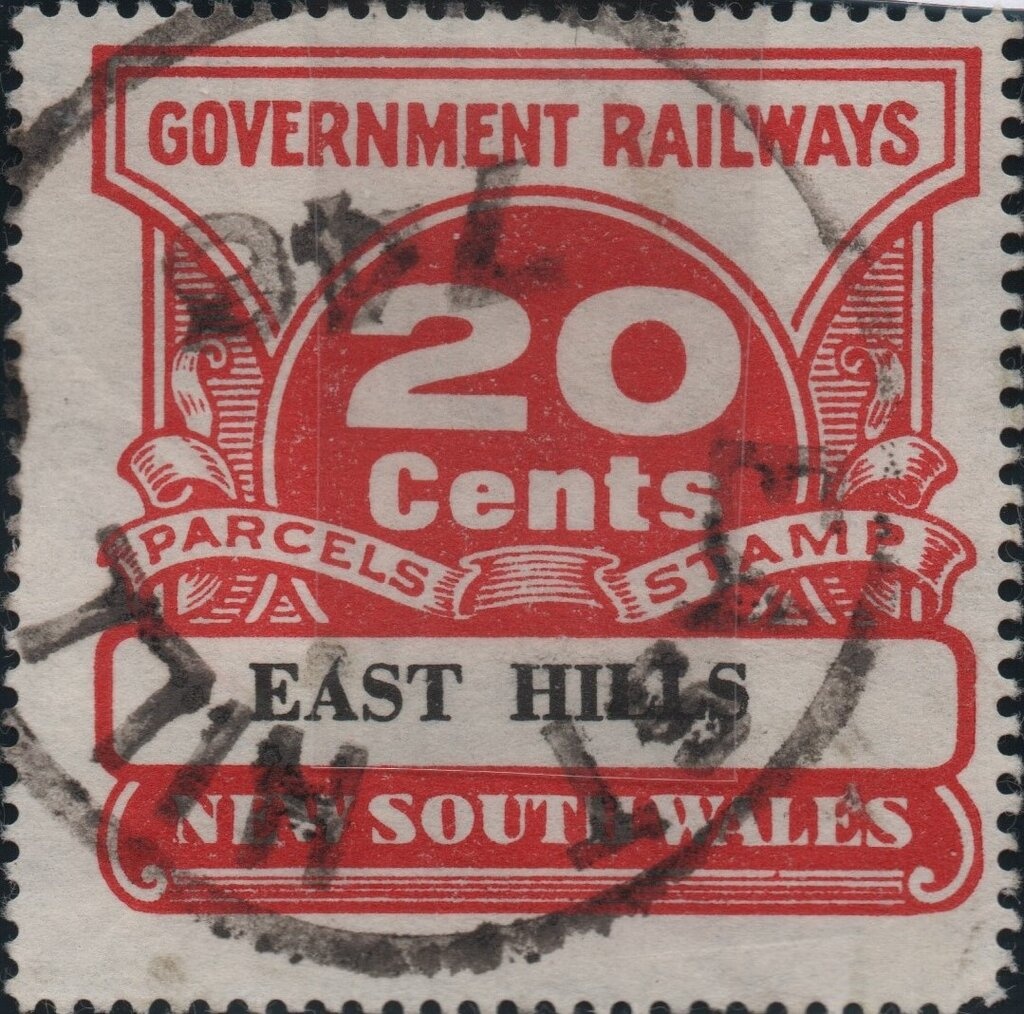 GOVERNMENT RAILWAYS
20
Cents
PARCELS STAMP
EAST HILLS
NEW SOUTH WALES